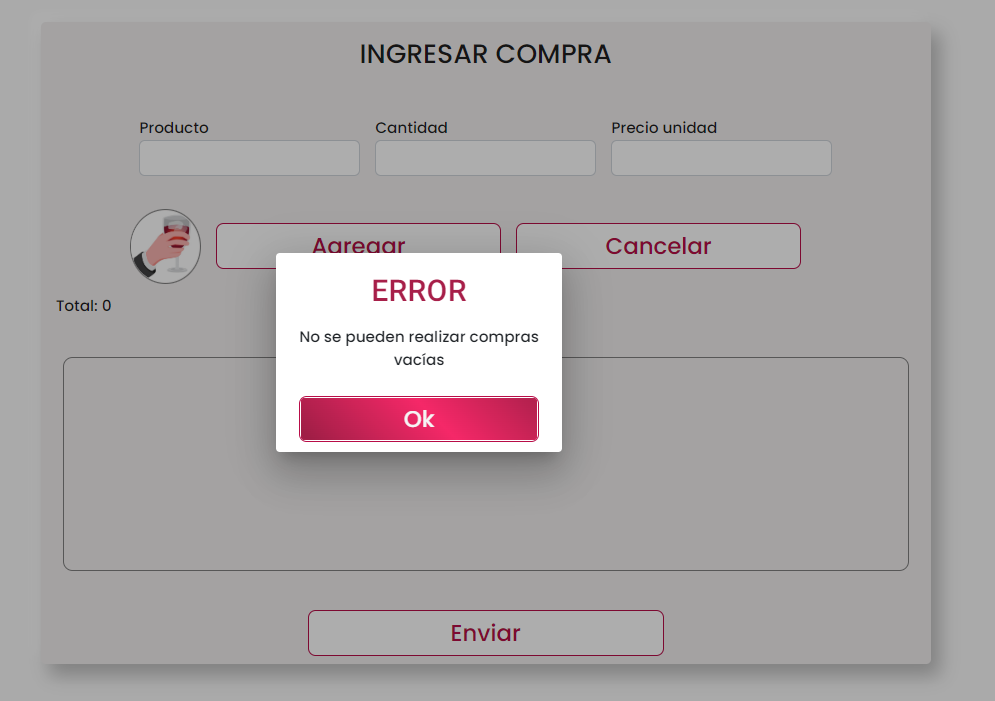 INGRESAR COMPRA
Producto Cantidad Precio unidad
Agregar Cancelar
ERROR
Total: 0
No se pueden realizar compras
vacías
Ok
Enviar